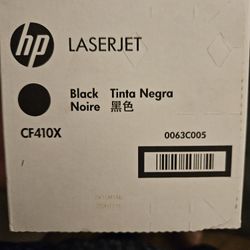 hp LASERJET
Black Tinta Negra
Noire 黑色
CF410X
0063C005